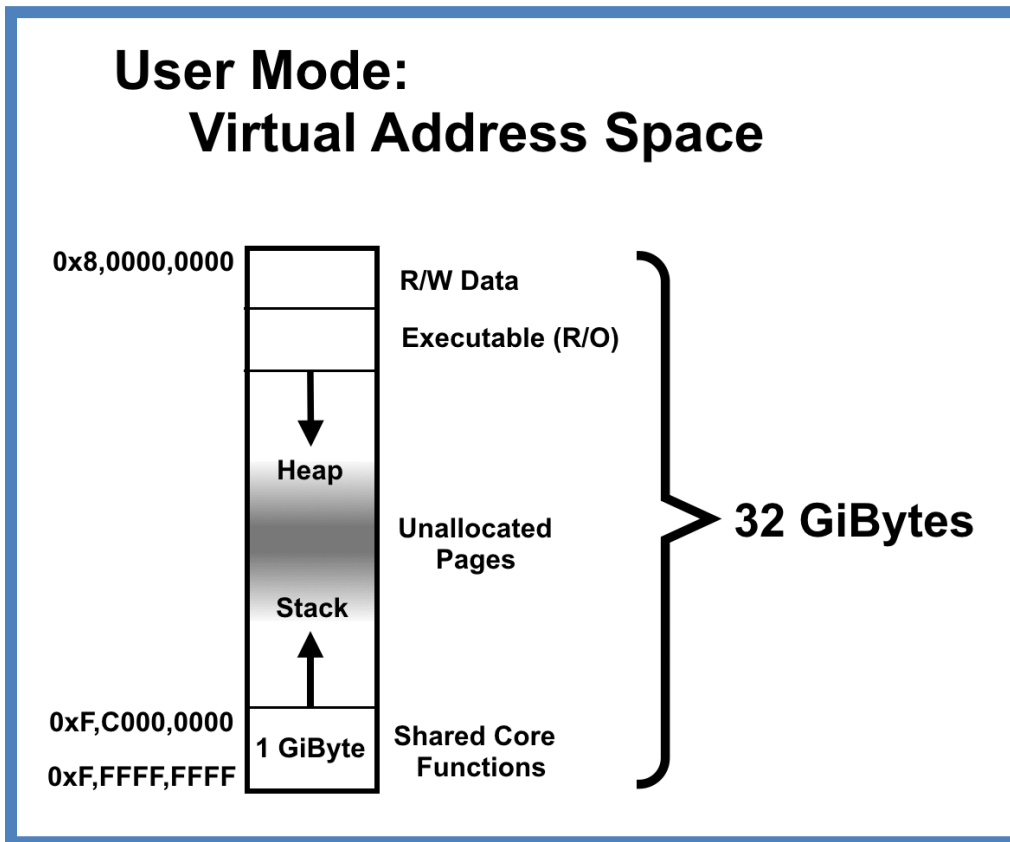 User Mode:
Virtual Address Space
0x8,0000,0000
R/W Data
Executable (R/O)
Heap
32 GiBytes
Unallocated
Pages
Stack
0xF,C000,0000
1 GiByte
Shared Core
Functions
0xF,FFFF,FFFF